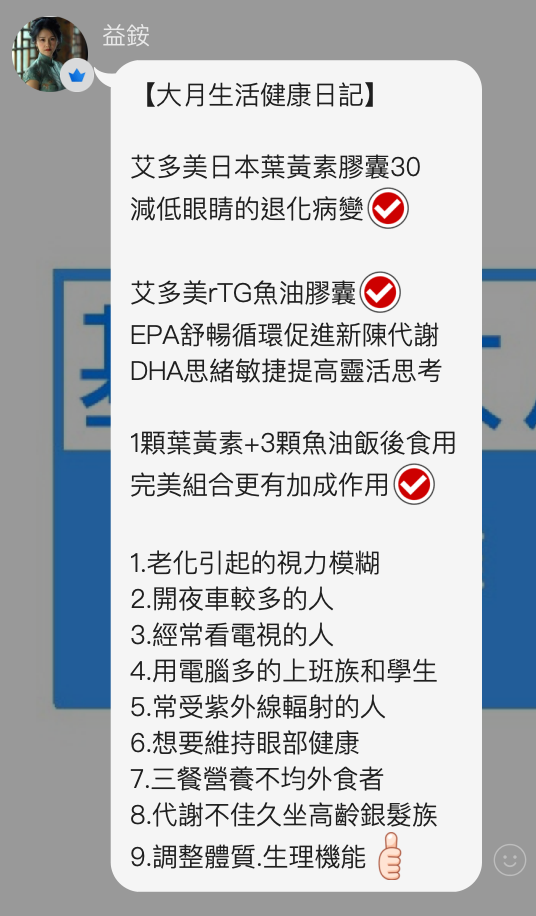 益銨
【大月生活健康日記】
艾多美日本葉黃素膠囊30
減低眼睛的退化病變
艾多美rTG魚油膠囊
EPA舒暢循環促進新陳代謝
DHA思緒敏捷提高靈活思考
1顆葉黃素+3顆魚油飯後食用
完美組合更有加成作用
1.老化引起的視力模糊
2.開夜車較多的人
3.經常看電視的人
4.用電腦多的上班族和學生
5.常受紫外線輻射的人
6.想要維持眼部健康
7.三餐營養不均外食者
8.代謝不佳久坐高齡銀髮族
9.調整體質.生理機能